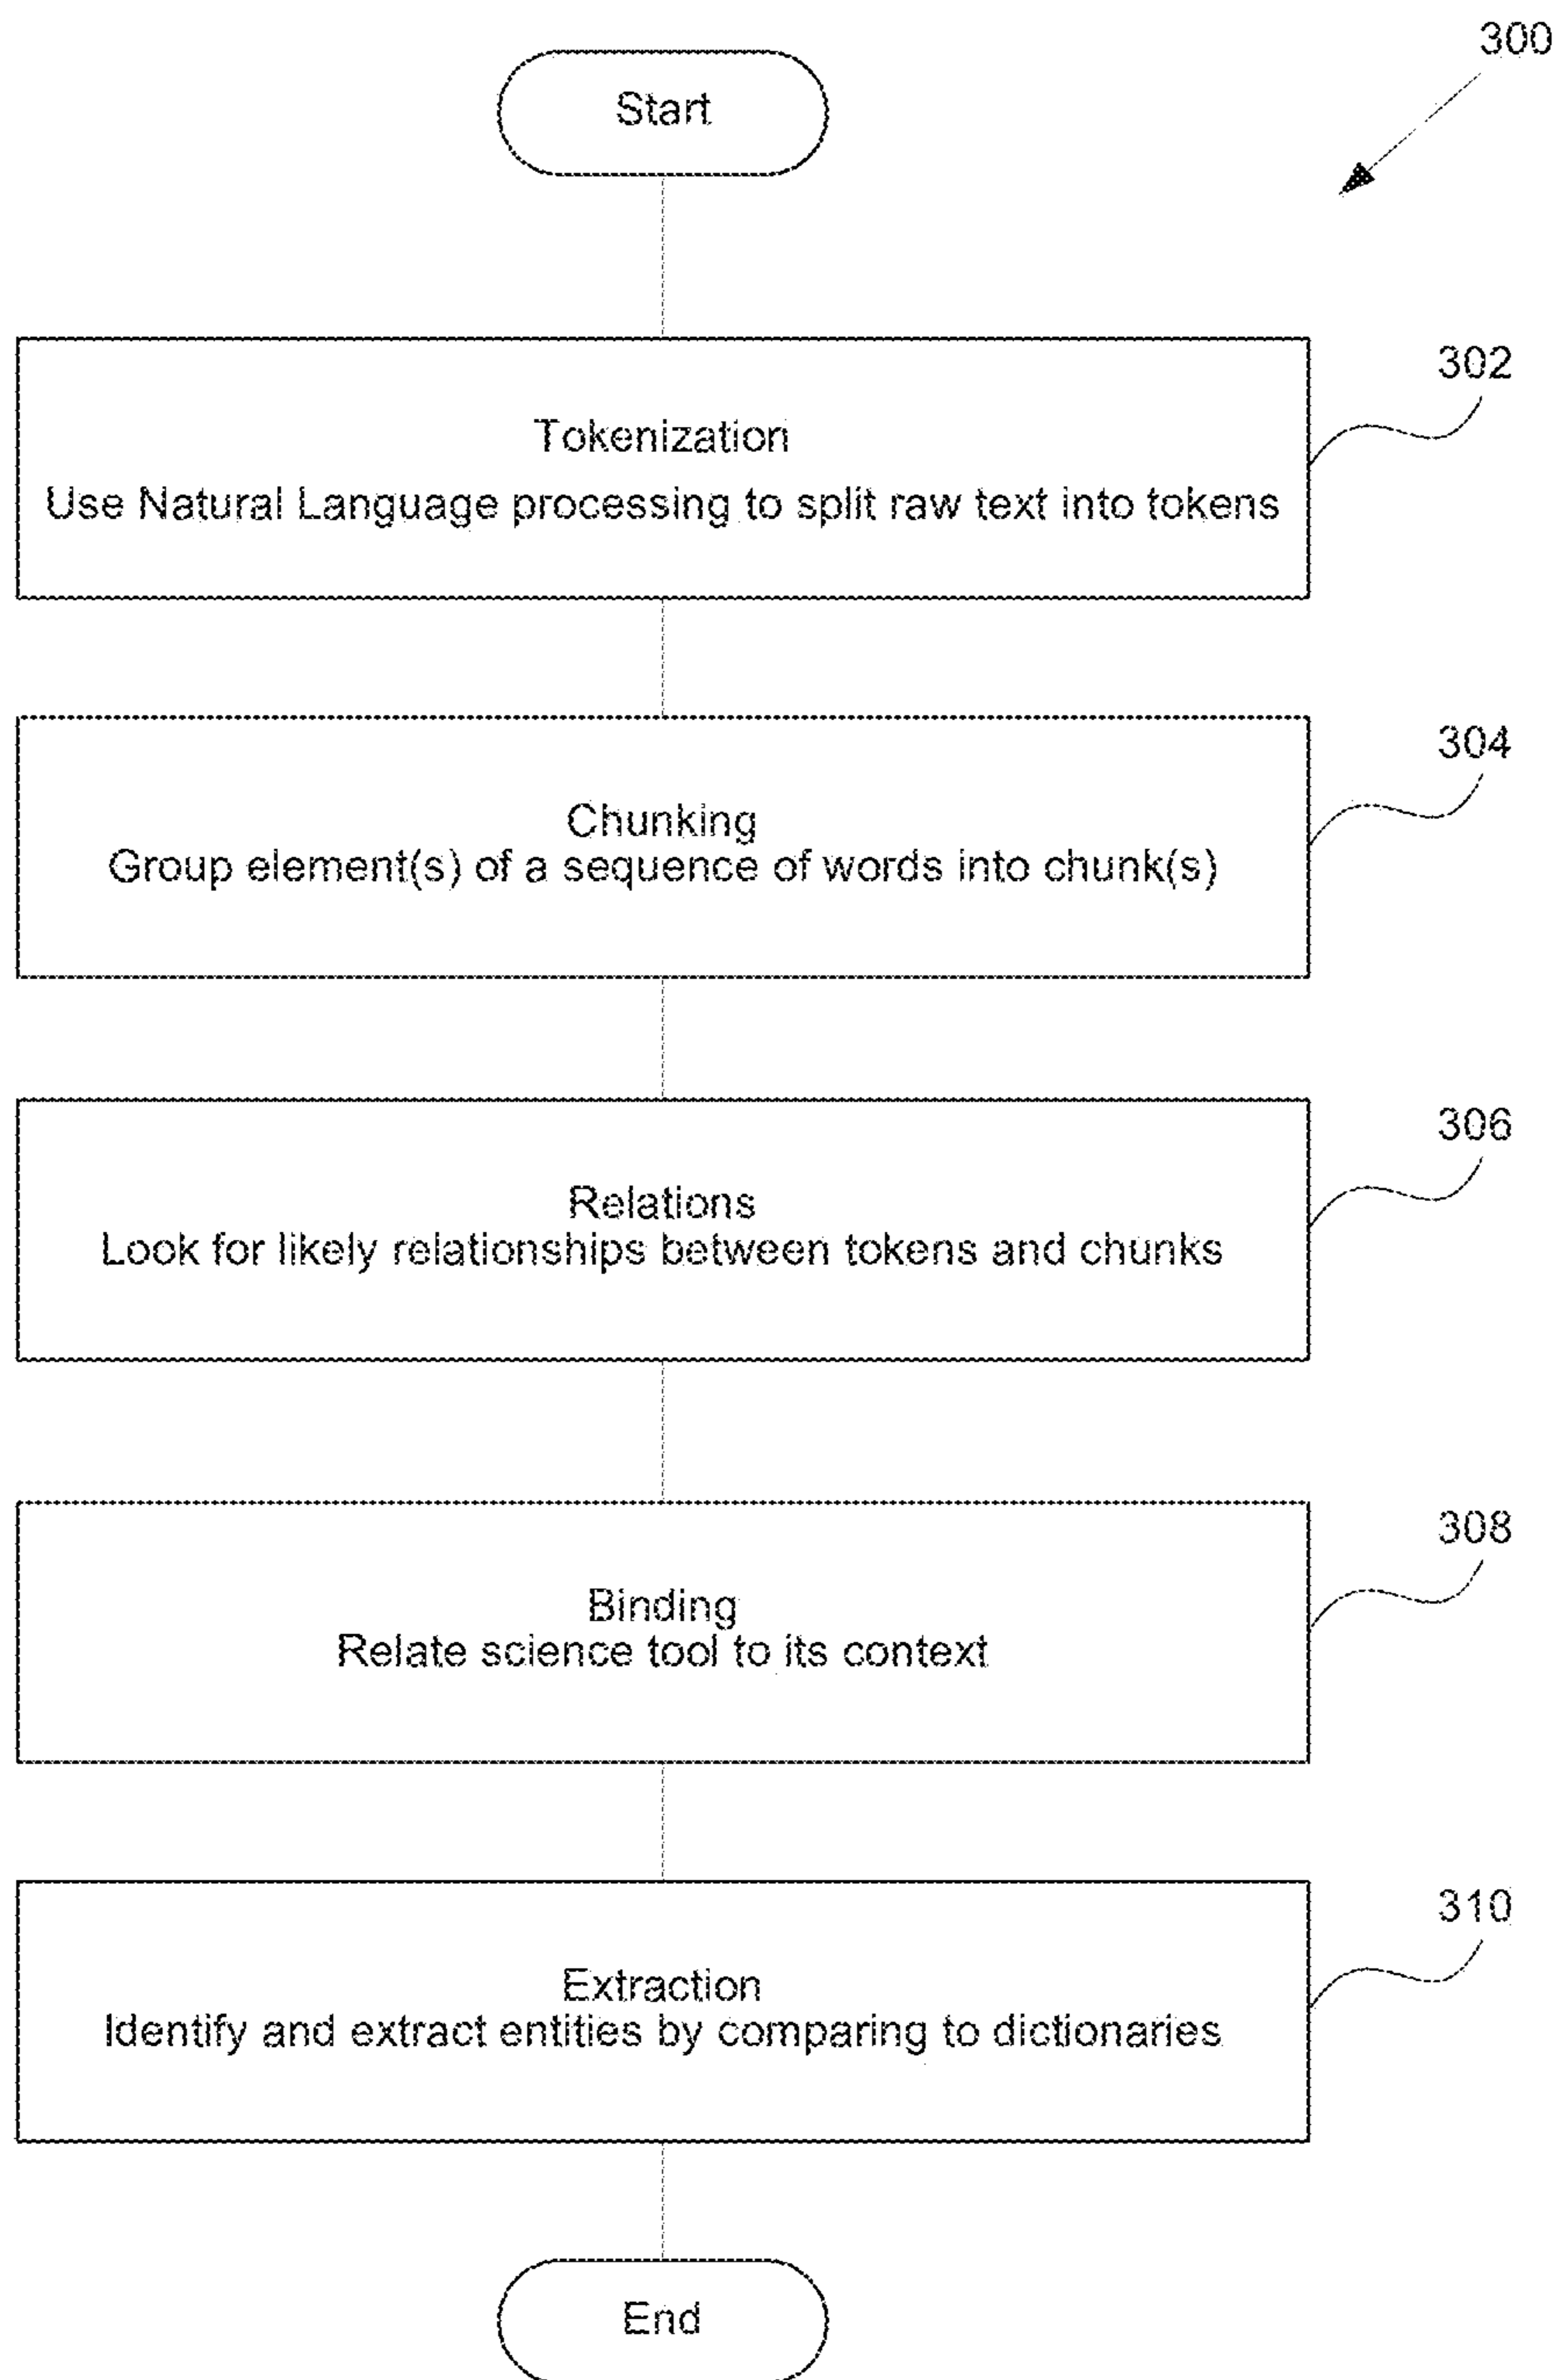 300
Start
302
Tokenization
Use Natural Language processing to split raw text into tokens
304
Chunking
Group element(s) of a sequence of words into chunk(s)
306
Relations
Look for likely relationships between tokens and chunks
308
Binding
Relate science tool to its context
310
Extraction
Identify and extract entities by comparing to dictionaries
End